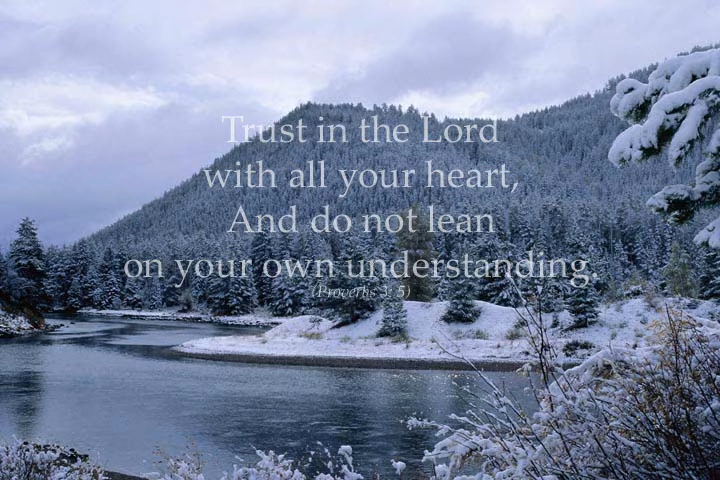 Trust in the Lord
with all your heart,
And do not lean
on your own understanding.
(Proverbs 3:5)